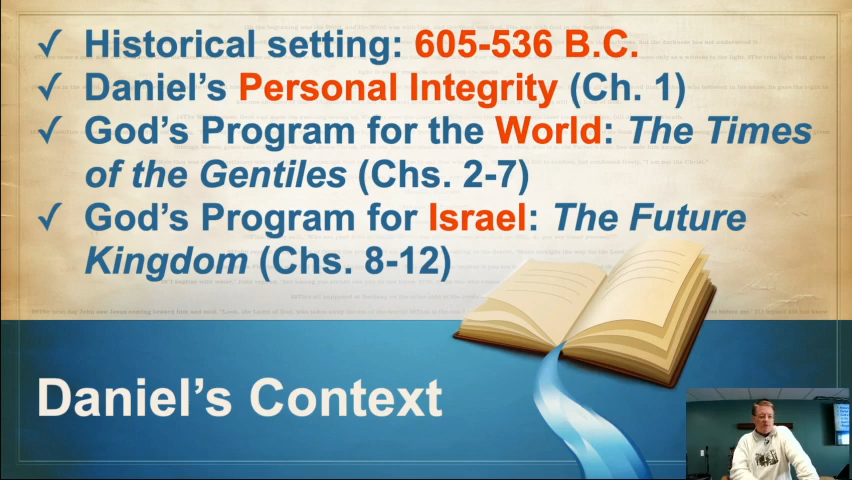 ✓ Historical setting: 605-536 B.C.
✓ Daniel's Personal Integrity (Ch. 1)
✓ God's Program for the World: The Times
of the Gentiles (Chs. 2-7)
✓ God's Program for Israel: The Future
Kingdom (Chs. 8-12)
Daniel's Context